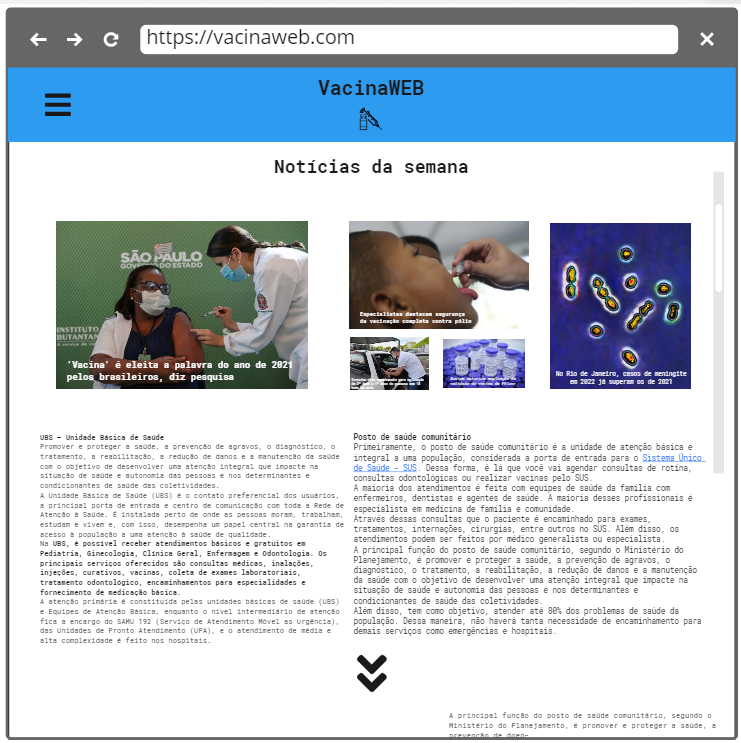 https://vacinaweb.com
VacinaWEB
Notícias da semana
SÃO PAULO
GOVERNO DO ESTADO
INSTITUTO
BUTANTAN
'Vacina' é eleita a palavra do ano de 2021
pelos brasileiros, diz pesquisa
Especialistas destacam segurança
da vacinação completa contra pólio
No Rio de Janeiro, casos de meningite
em 2022 já superam os de 2021
UBS – Unidade Básica de Saúde
Promover e proteger a saúde, a prevenção de agravos, o diagnóstico, o
tratamento, a reabilitação, a redução de danos e a manutenção da saúde
com o objetivo de desenvolver uma atenção integral que impacte na
situação de saúde e autonomia das pessoas e nos determinantes e
condicionantes de saúde das coletividades.
A Unidade Básica de Saúde (UBS) é o contato preferencial dos usuários,
a principal porta de entrada e centro de comunicação com toda a Rede de
Atenção à Saúde. É instalada perto de onde as pessoas moram, trabalham,
estudam e vivem e, com isso, desempenha um papel central na garantia de
acesso à população a uma atenção à saúde de qualidade.
Na UBS, é possível receber atendimentos básicos e gratuitos em
Pediatria, Ginecologia, Clínica Geral, Enfermagem e Odontologia. Os
principais serviços oferecidos são consultas médicas, inalações,
injeções, curativos, vacinas, coleta de exames laboratoriais,
tratamento odontológico, encaminhamentos para especialidades e
fornecimento de medicação básica.
A atenção primária é constituída pelas unidades básicas de saúde (UBS)
e Equipes de Atenção Básica, enquanto o nível intermediário de atenção
fica a encargo do SAMU 192 (Serviço de Atendimento Móvel as Urgência),
das Unidades de Pronto Atendimento (UPA), e o atendimento de média e
alta complexidade é feito nos hospitais.
Posto de saúde comunitário
Primeiramente, o posto de saúde comunitário é a unidade de atenção básica e
integral a uma população, considerada a porta de entrada para o Sistema Único
de Saúde – SUS. Dessa forma, é lá que você vai agendar consultas de rotina,
consultas odontológicas ou realizar vacinas pelo SUS.
A maioria dos atendimentos é feita com equipes de saúde da família com
enfermeiros, dentistas e agentes de saúde. A maioria desses profissionais é
especialista em medicina de família e comunidade.
Através dessas consultas que o paciente é encaminhado para exames,
tratamentos, internações, cirurgias, entre outros no SUS. Além disso, os
atendimentos podem ser feitos por médico generalista ou especialista.
A principal função do posto de saúde comunitário, segundo o Ministério do
Planejamento, é promover e proteger a saúde, a prevenção de agravos, o
diagnóstico, o tratamento, a reabilitação, a redução de danos e a manutenção
da saúde com o objetivo de desenvolver uma atenção integral que impacte na
situação de saúde e autonomia das pessoas e nos determinantes e
condicionantes de saúde das coletividades.
Além disso, tem como objetivo, atender até 80% dos problemas de saúde da
população. Dessa maneira, não haverá tanta necessidade de encaminhamento para
demais serviços como emergências e hospitais.
A principal função do posto de saúde comunitário, segundo o
Ministério do Planejamento, é promover e proteger a saúde, a
prevenção de doen-